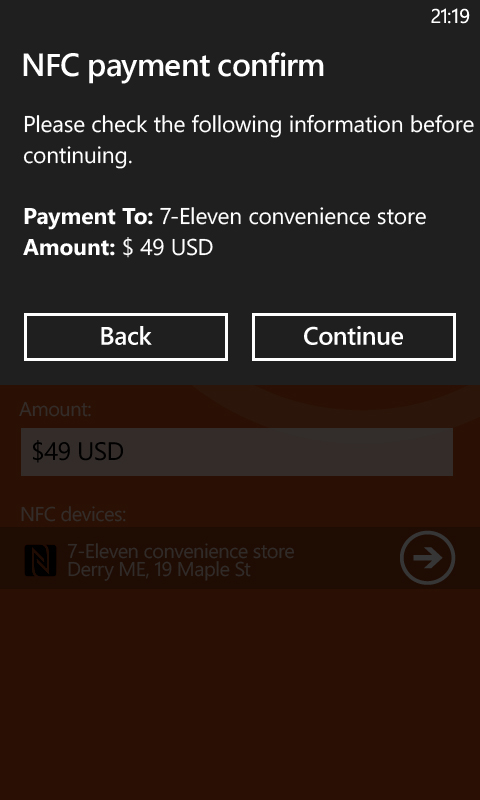 21:19
NFC payment confirm
Please check the following information before
continuing.
Payment To: 7-Eleven convenience store
Amount: $ 49 USD
Back
Continue
Amount:
$49 USD
NFC devices:
7-Eleven convenience store
Derry ME, 19 Maple St